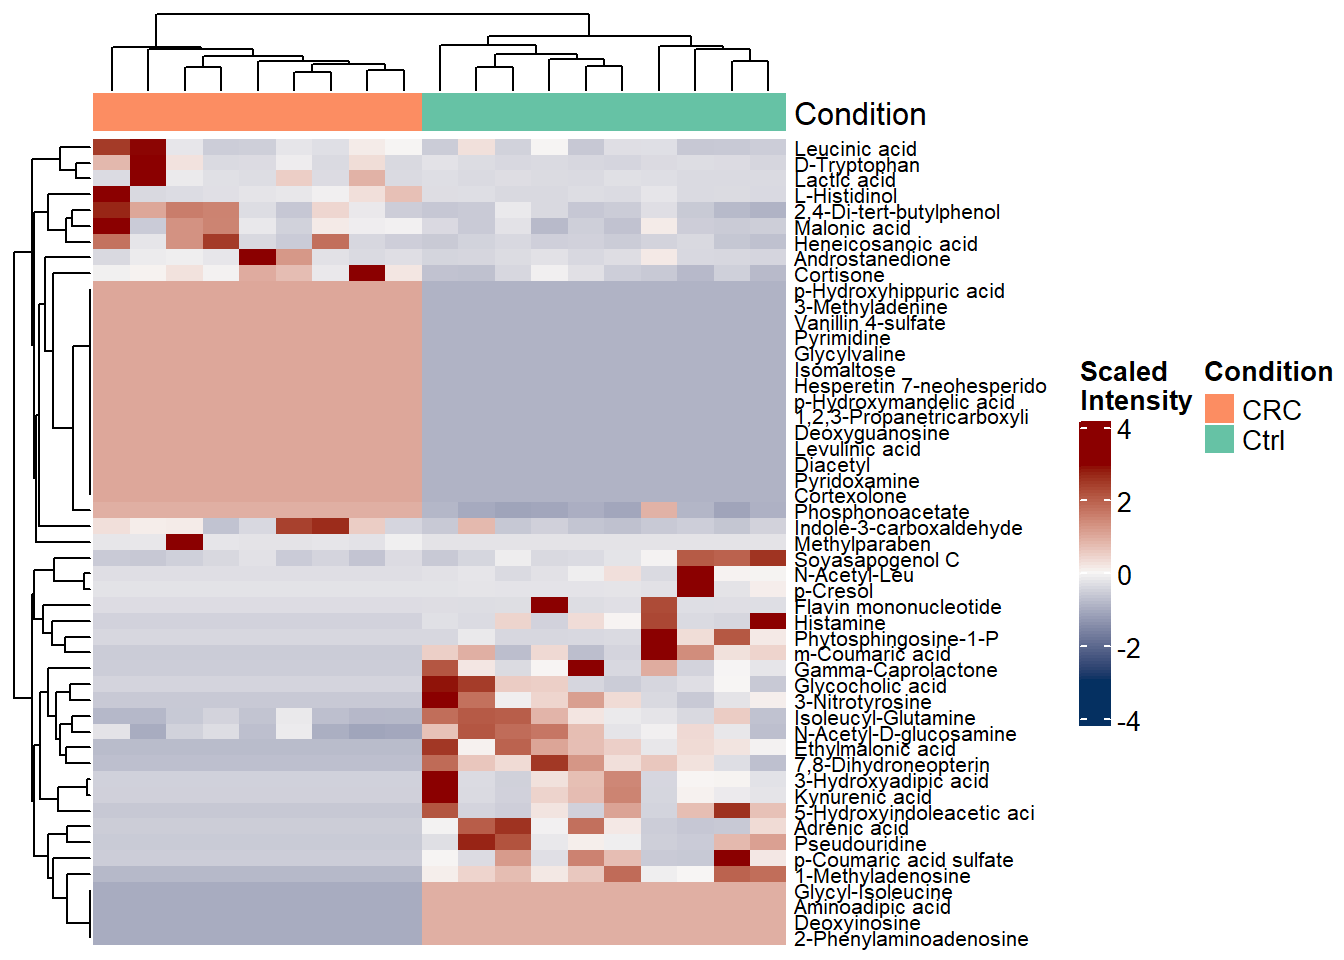 Condition
Leucinic acid
D-Tryptophan
Lactic acid
L-Histidinol
2,4-Di-tert-butylphenol
Malonic acid
Heneicosanoic acid
Androstanedione
Cortisone
p-Hydroxyhippuric acid
3-Methyladenine
Vanillin 4-sulfate
Pyrimidine
Glycylvaline
Isomaltose
Hesperetin 7-neohesperido
p-Hydroxymandelic acid
1,2,3-Propanetricarboxyli
Deoxyguanosine
Levulinic acid
Diacetyl
Pyridoxamine
Cortexolone
Phosphonoacetate
Indole-3-carboxaldehyde
Methylparaben
Soyasapogenol C
N-Acetyl-Leu
p-Cresol
Flavin mononucleotide
Histamine
Phytosphingosine-1-P
m-Coumaric acid
Gamma-Caprolactone
Glycocholic acid
3-Nitrotyrosine
Isoleucyl-Glutamine
N-Acetyl-D-glucosamine
Ethylmalonic acid
7,8-Dihydroneopterin
3-Hydroxyadipic acid
Kynurenic acid
5-Hydroxyindoleacetic aci
Adrenic acid
Pseudouridine
p-Coumaric acid sulfate
1-Methyladenosine
Glycyl-Isoleucine
Aminoadipic acid
Deoxyinosine
2-Phenylaminoadenosine
Scaled
Intensity
4
2
0
-2
-4
Condition
CRC
Ctrl